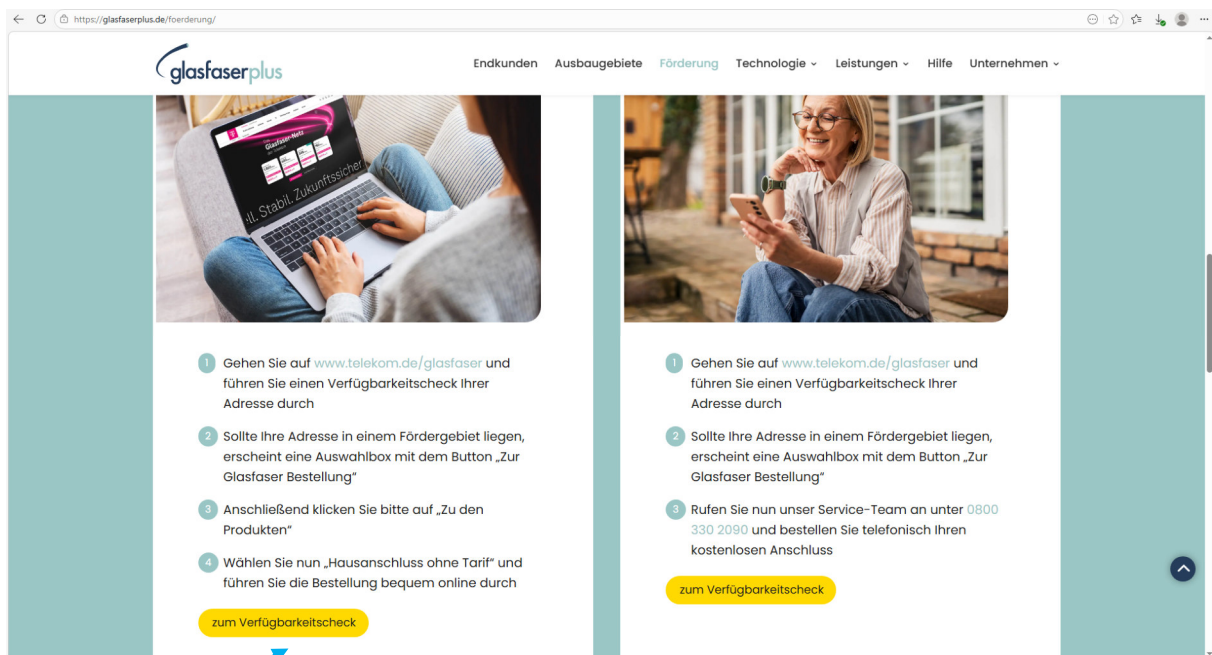 https://glasfaserplus.de/foerderung/
glasfaserplus
Endkunden Ausbaugebiete Förderung Technologie Leistungen Hilfe Unternehmen
Glasfaser-Netz
ll. Stabil. Zukunftssicher
1 Gehen Sie auf www.telekom.de/glasfaser und
führen Sie einen Verfügbarkeitscheck Ihrer
Adresse durch
2 Sollte Ihre Adresse in einem Fördergebiet liegen,
erscheint eine Auswahlbox mit dem Button „Zur
Glasfaser Bestellung“
3 Anschließend klicken Sie bitte auf „Zu den
Produkten“
4 Wählen Sie nun „Hausanschluss ohne Tarif“ und
führen Sie die Bestellung bequem online durch
zum Verfügbarkeitscheck
1 Gehen Sie auf www.telekom.de/glasfaser und
führen Sie einen Verfügbarkeitscheck Ihrer
Adresse durch
2 Sollte Ihre Adresse in einem Fördergebiet liegen,
erscheint eine Auswahlbox mit dem Button „Zur
Glasfaser Bestellung“
3 Rufen Sie nun unser Service-Team an unter 0800
330 2090 und bestellen Sie telefonisch Ihren
kostenlosen Anschluss
zum Verfügbarkeitscheck